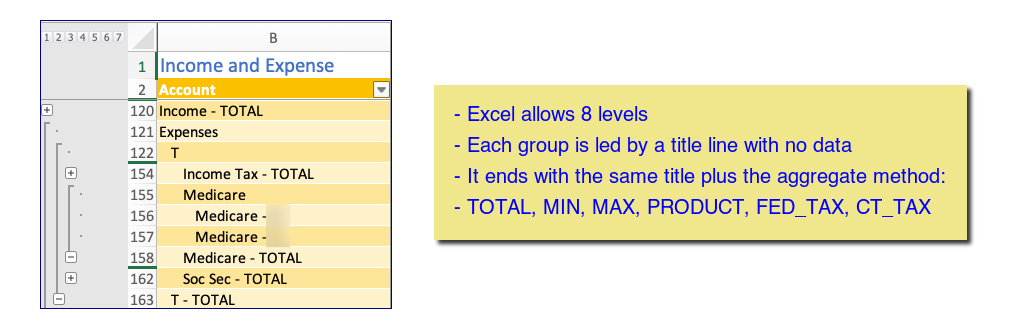 1 2 3 4 5 6 7
B
1 Income and Expense
2 Account
120 Income - TOTAL
121 Expenses
122 T
154 Income Tax - TOTAL
155 Medicare
156 Medicare -
157 Medicare -
158 Medicare - TOTAL
162 Soc Sec - TOTAL
163 T - TOTAL
- Excel allows 8 levels
- Each group is led by a title line with no data
- It ends with the same title plus the aggregate method:
- TOTAL, MIN, MAX, PRODUCT, FED_TAX, CT_TAX